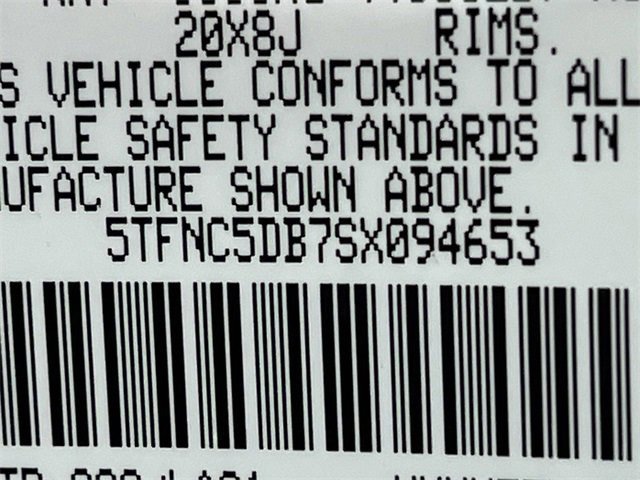 20X8J RIMS.
S VEHICLE CONFORMS TO ALL
ICLE SAFETY STANDARDS IN
UFACTURE SHOWN ABOVE.
5TFNC5DB7SX094653